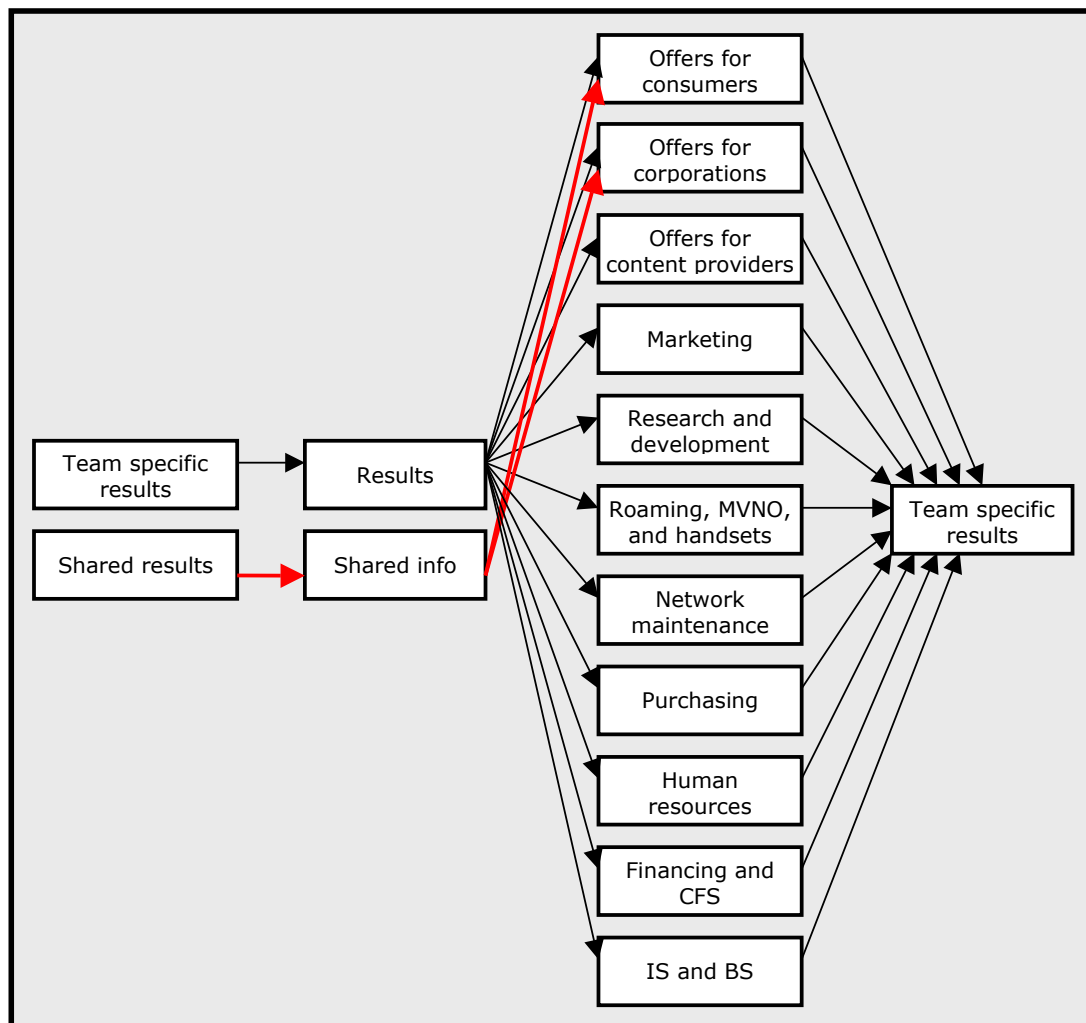 Team specific
results
Shared results
Results
Shared info
Offers for
consumers
Offers for
corporations
Offers for
content providers
Marketing
Research and
development
Roaming, MVNO,
and handsets
Network
maintenance
Purchasing
Human
resources
Financing and
CFS
IS and BS
Team specific
results